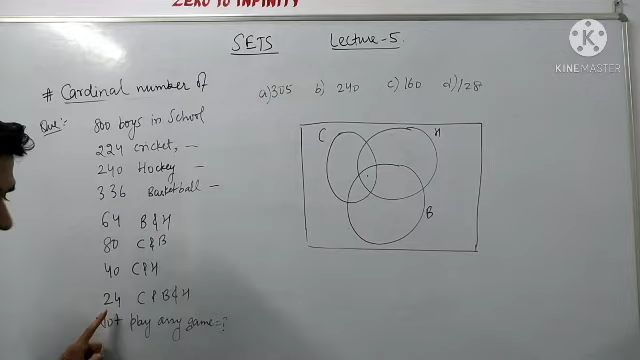 ZERO TO INFINITY
SETS Lecture-5.
KINEMASTER
# Cardinal number of
a) 305 b) 240 c) 160 d) 128
Que:- 800 boys in School
224 cricket, –
240 Hockey –
336 Basketball –
64 B & H
80 C & B
40 C & H
24 C & B & H
Not play any game = ?
C
H
B